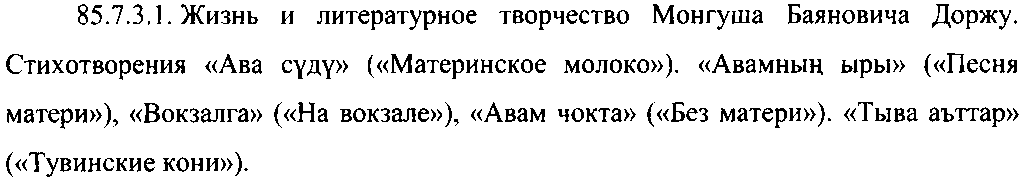 85.7.3.1. Жизнь и литературное творчество Монгуша Баяновича Доржу.
Стихотворения «Ава сүдү» («Материнское молоко»). «Авамның ыры» («Песня
матери»), «Вокзалга» («На вокзале»), «Авам чокта» («Без матери»). «Тыва аъттар»
(«Тувинские кони»).